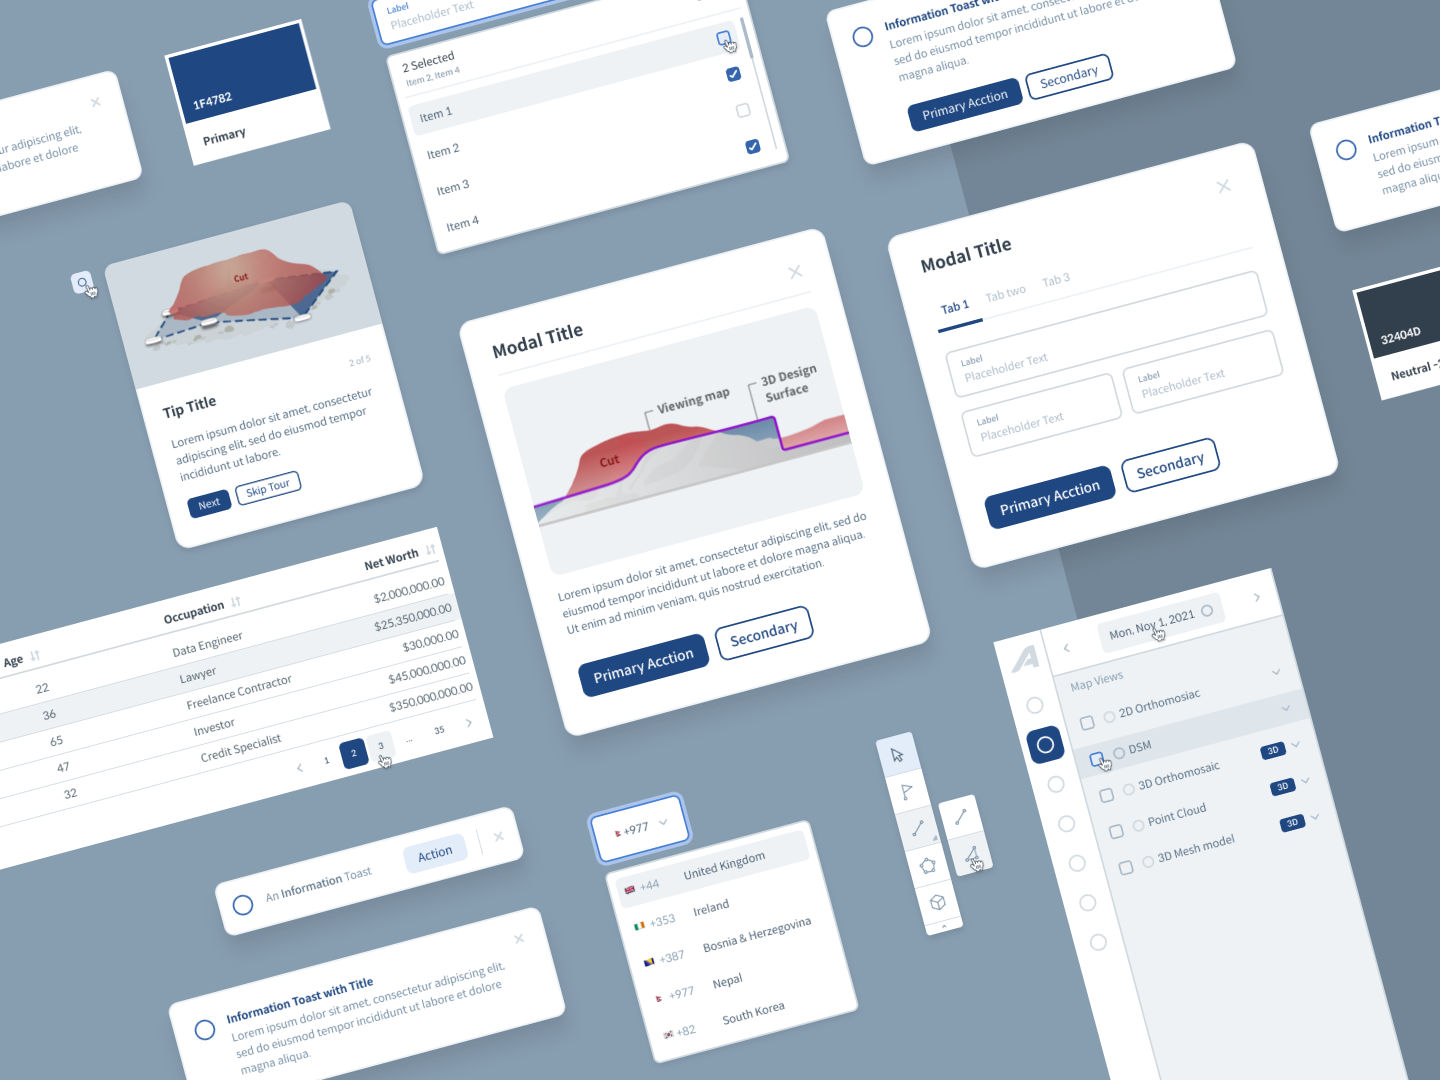 ur adipiscing elit,
labore et dolore
1F4782
Primary
Label
Placeholder Text
2 Selected
Item 2, Item 4
Item 1
Item 2
Item 3
Item 4
Information Toast
Lorem ipsum dolor sit amet, consec
sed do eiusmod tempor incididunt ut labore et
magna aliqua.
Primary Acction
Secondary
Information T
Lorem ipsum
sed do eiusm
magna aliqu
32404D
Neutral
Cut
2 of 5
Tip Title
Lorem ipsum dolor sit amet, consectetur
adipiscing elit, sed do eiusmod tempor
incididunt ut labore.
Next
Skip Tour
Modal Title
Viewing map
3D Design
Surface
Cut
Lorem ipsum dolor sit amet, consectetur adipiscing elit, sed do
eiusmod tempor incididunt ut labore et dolore magna aliqua.
Ut enim ad minim veniam, quis nostrud exercitation.
Primary Acction
Secondary
Modal Title
Tab 1
Tab two
Tab 3
Label
Placeholder Text
Label
Placeholder Text
Label
Placeholder Text
Primary Acction
Secondary
Age
Occupation
Net Worth
22
Data Engineer
$2,000,000.00
36
Lawyer
$25,350,000.00
65
Freelance Contractor
$30,000.00
47
Investor
$45,000,000.00
32
Credit Specialist
$350,000,000.00
1
2
3
...
35
An Information Toast
Action
Information Toast with Title
Lorem ipsum dolor sit amet, consectetur adipiscing elit,
sed do eiusmod tempor incididunt ut labore et dolore
magna aliqua.
+977
+44 United Kingdom
+353 Ireland
+387 Bosnia & Herzegovina
+977 Nepal
+82 South Korea
Mon, Nov 1, 2021
Map Views
2D Orthomosiac
DSM
3D Orthomosaic
3D
Point Cloud
3D
3D Mesh model
3D